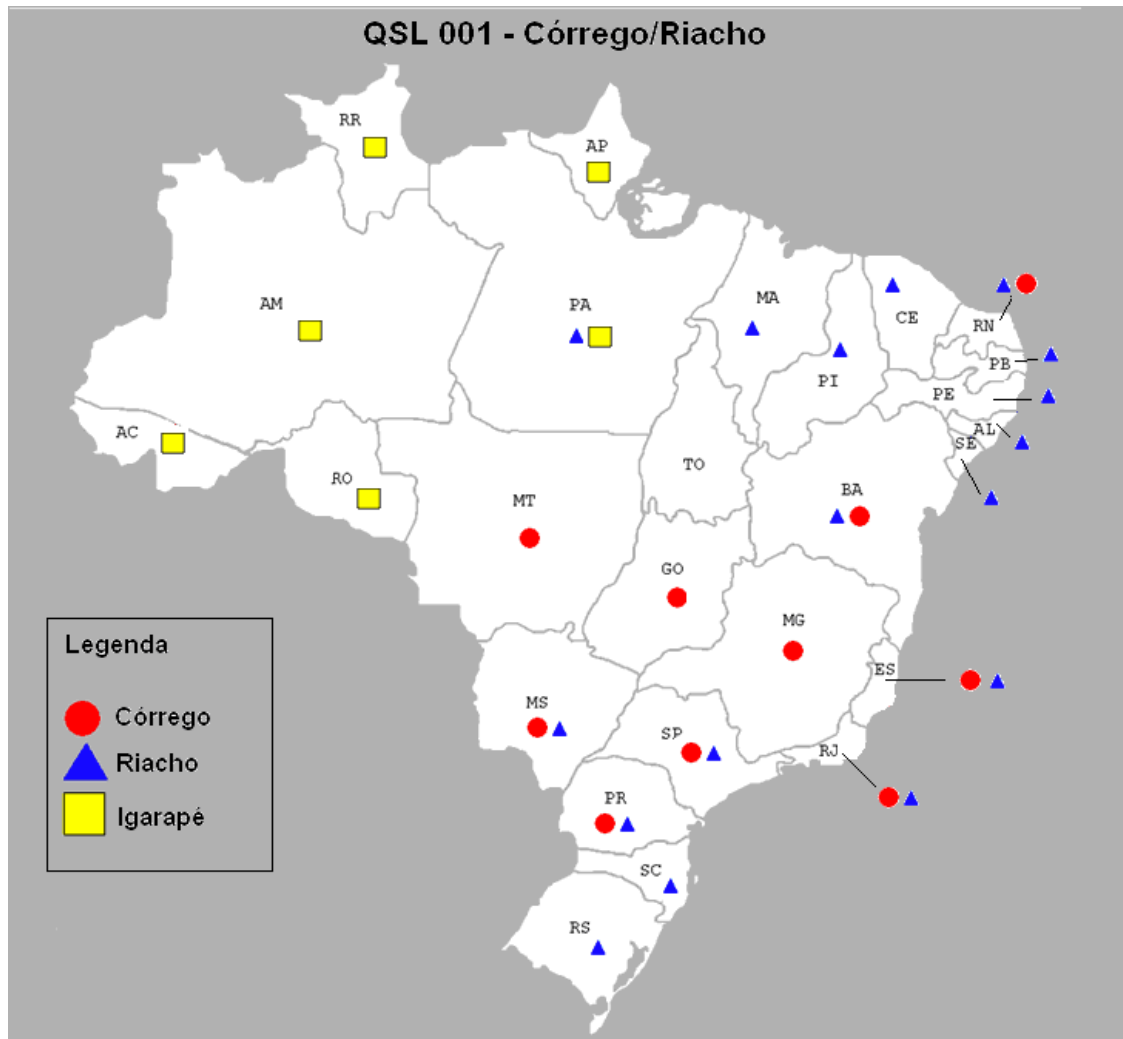 QSL 001 - Córrego/Riacho
RR
AP
AM
PA
MA
CE
RN
PB
PI
PE
AL
SE
AC
RO
TO
MT
BA
GO
MG
ES
MS
SP
RJ
PR
SC
RS
Legenda
Córrego
Riacho
Igarapé